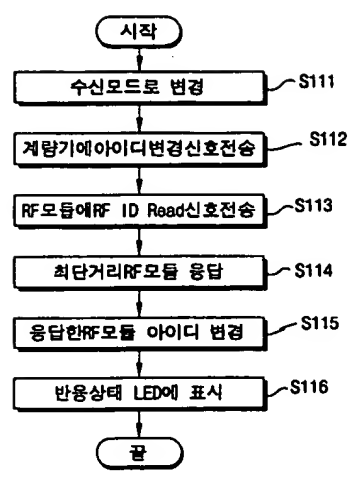 시작
수신모드로 변경
S111
계량기에아이디변경신호전송
S112
RF모듈에RF ID Read신호전송
S113
최단거리RF모듈 응답
S114
응답한RF모듈 아이디 변경
S115
반응상태 LED에 표시
S116
끝